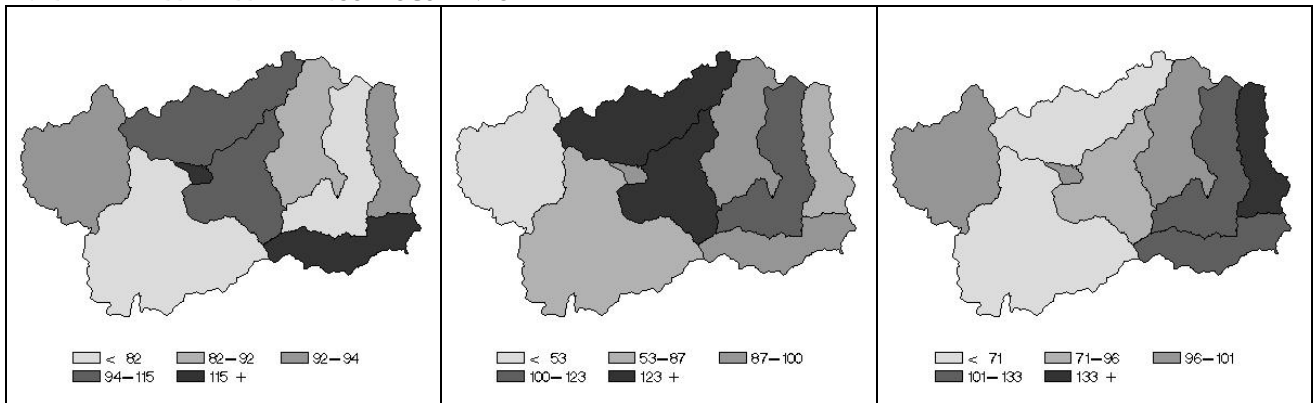 < 82 82–92 92–94
94–115 115 +
< 53 53–87 87–100
100–123 123 +
< 71 71–96 96–101
101–133 133 +